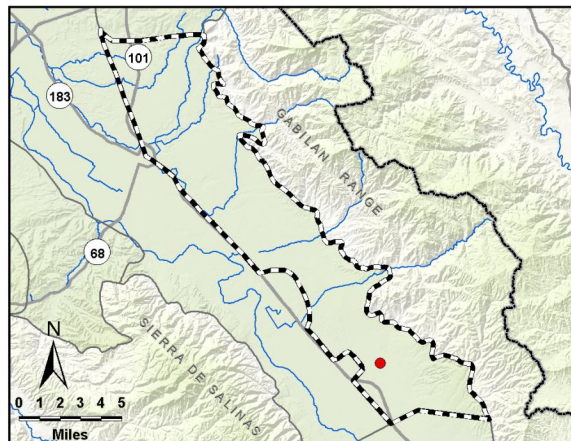 101
183
GABILAN RANGE
68
SIERRA DE SALINAS
N
0 1 2 3 4 5
Miles